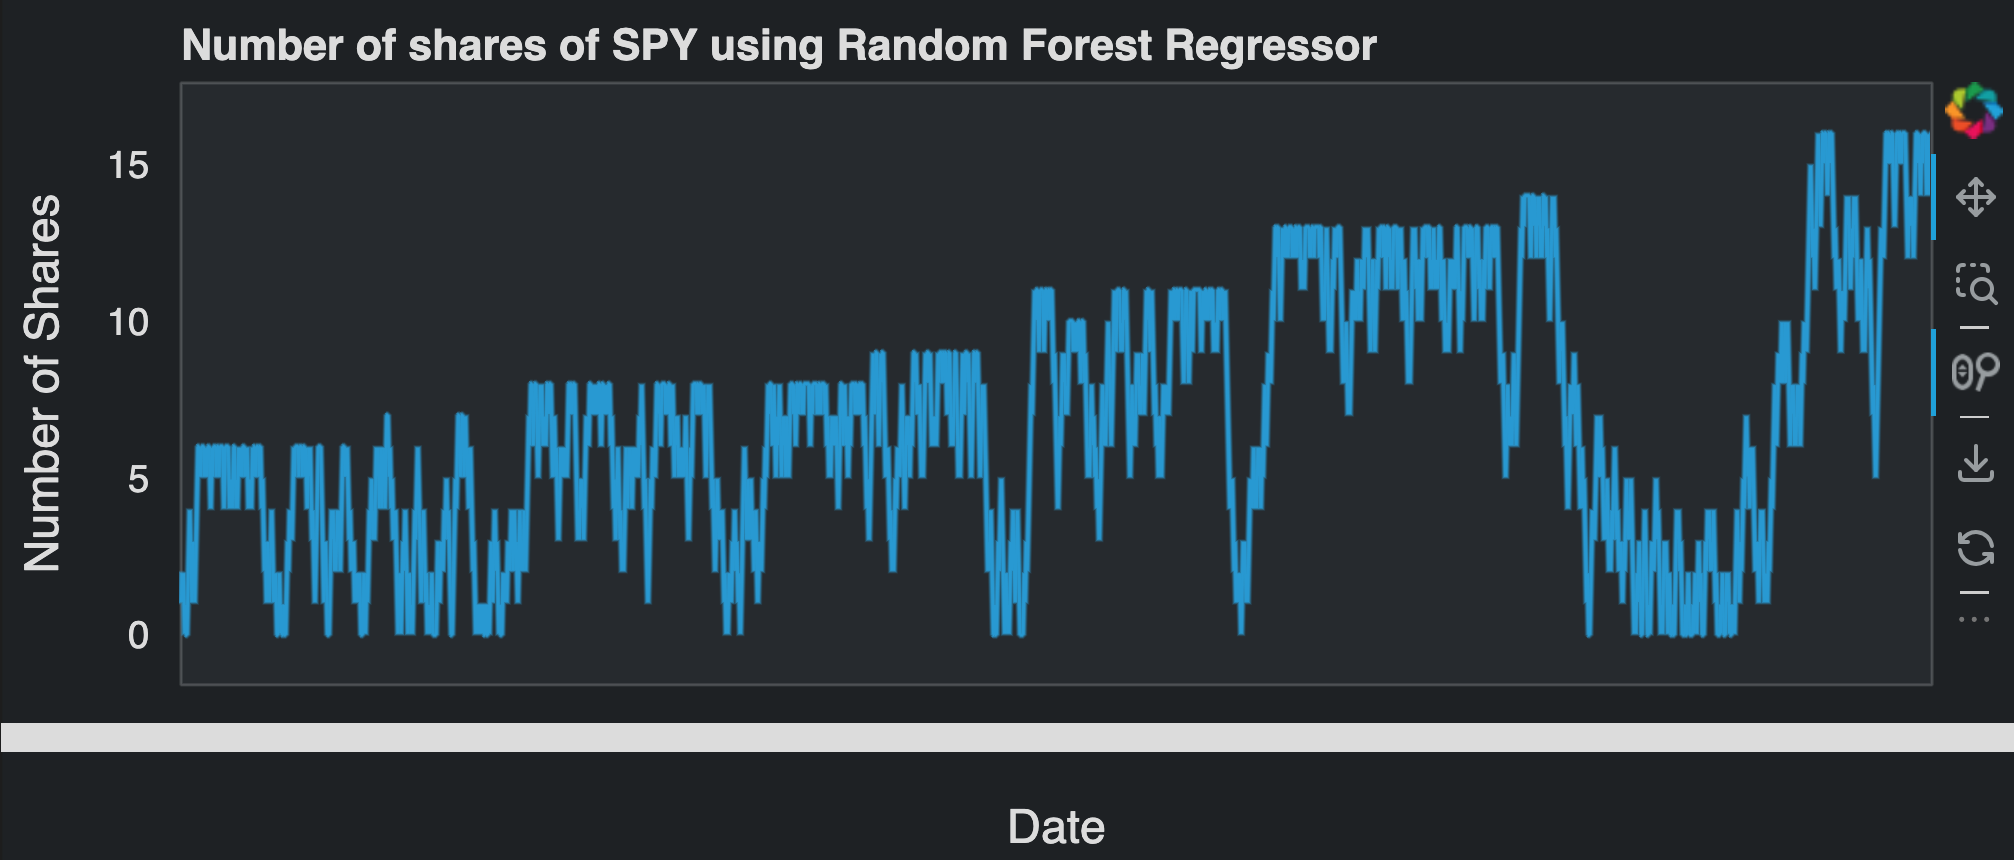 Number of shares of SPY using Random Forest Regressor
Number of Shares
15
10
5
0
Date